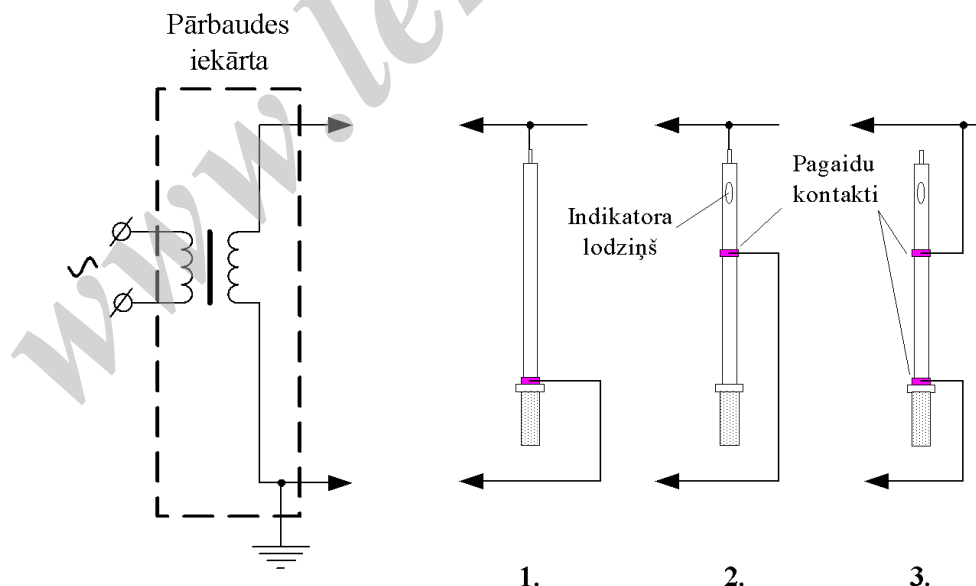 Pārbaudes
iekārta
Indikatora
lodziņš
Pagaidu
kontakti
1.
2.
3.